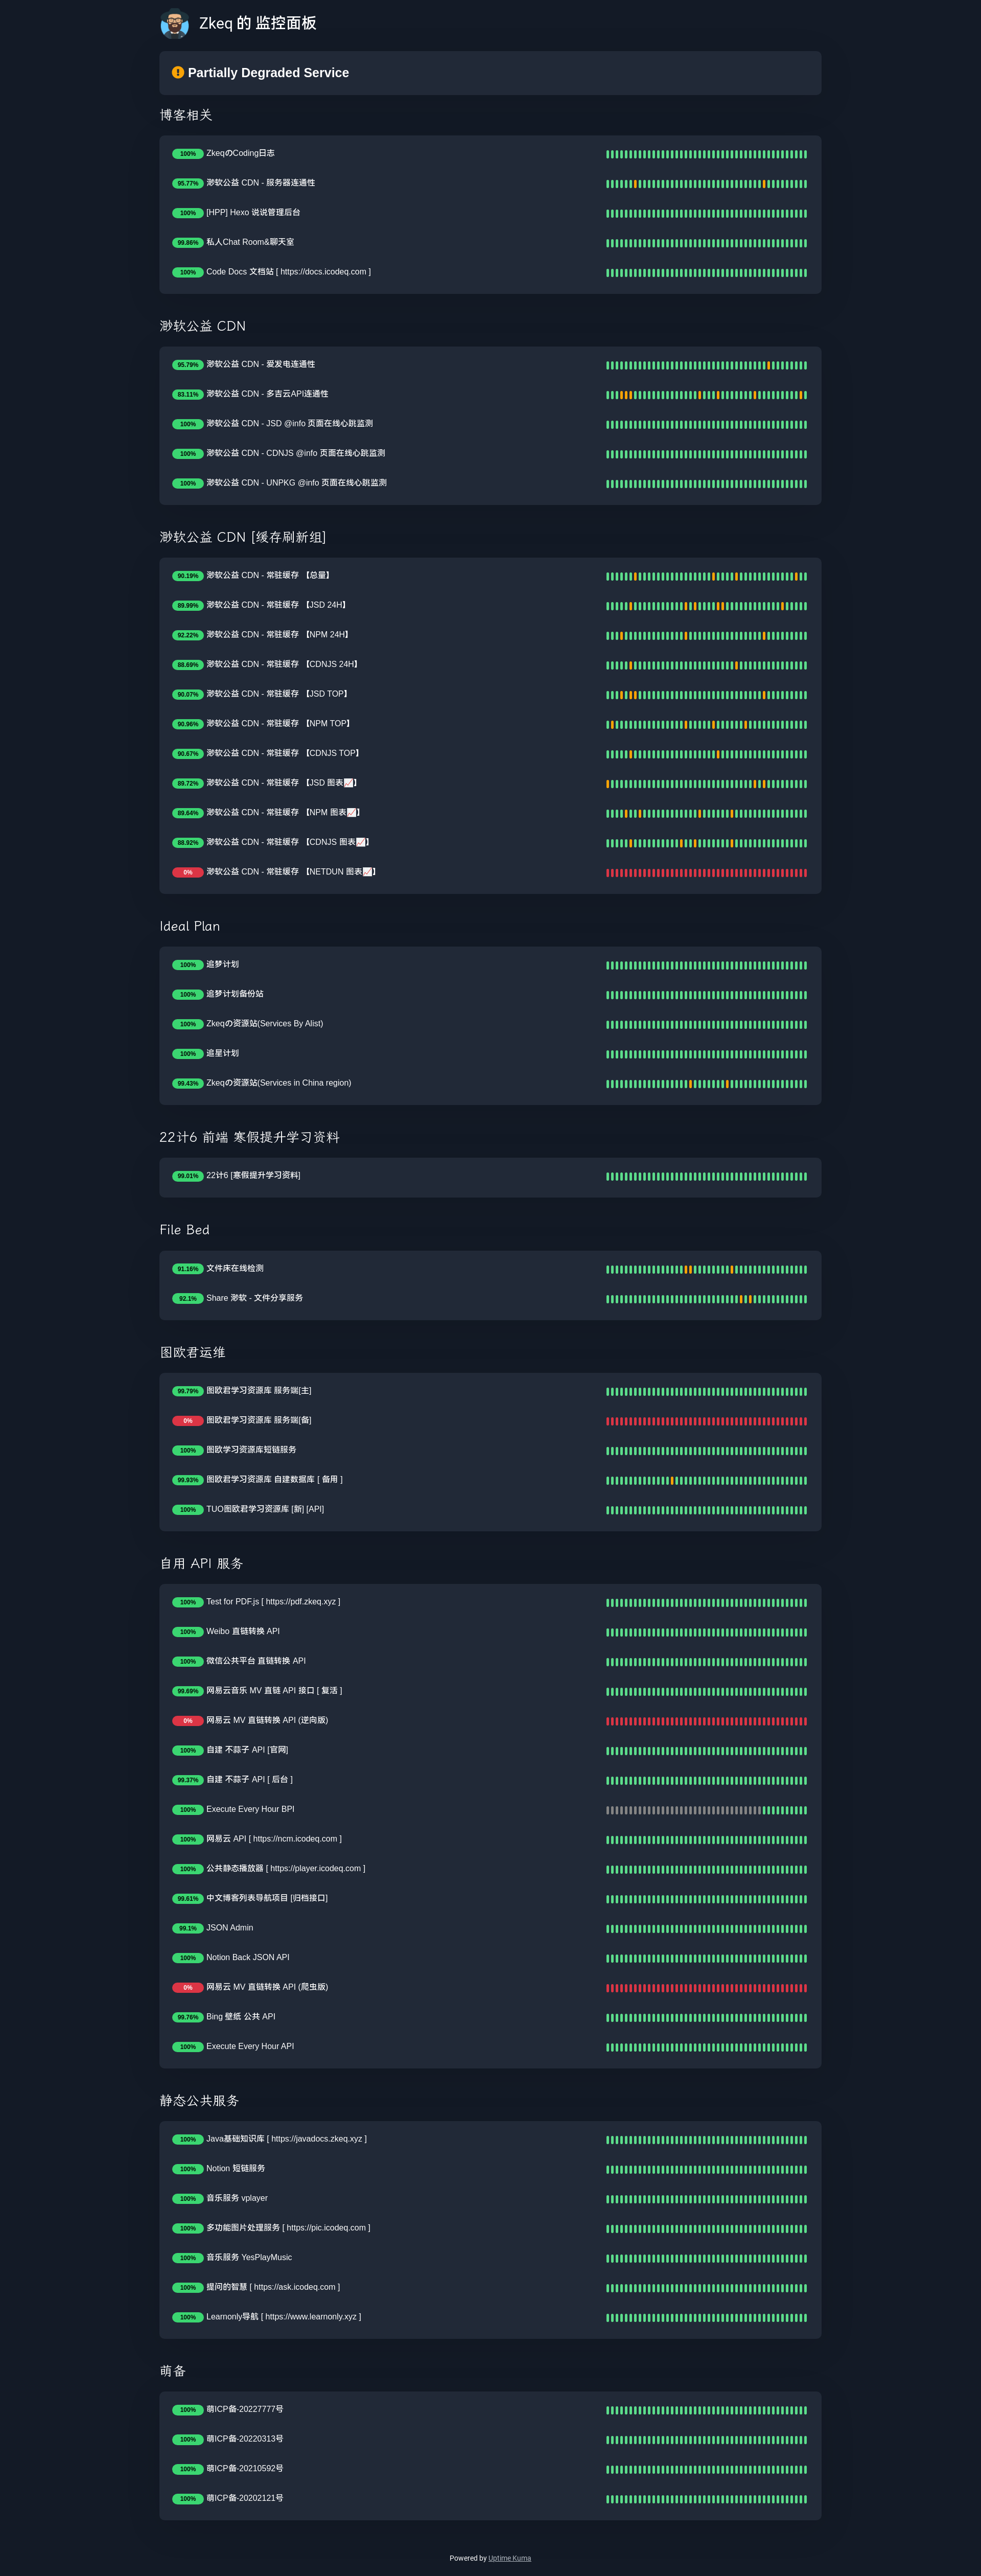 Zkeq 的 监控面板
Partially Degraded Service
博客相关
100% ZkeqのCoding日志
95.77% 渺软公益 CDN - 服务器连通性
100% [HPP] Hexo 说说管理后台
99.86% 私人Chat Room&聊天室
100% Code Docs 文档站 [ https://docs.icodeq.com ]
渺软公益 CDN
95.79% 渺软公益 CDN - 爱发电连通性
83.11% 渺软公益 CDN - 多吉云API连通性
100% 渺软公益 CDN - JSD @info 页面在线心跳监测
100% 渺软公益 CDN - CDNJS @info 页面在线心跳监测
100% 渺软公益 CDN - UNPKG @info 页面在线心跳监测
渺软公益 CDN [缓存刷新组]
90.19% 渺软公益 CDN - 常驻缓存 【总量】
89.99% 渺软公益 CDN - 常驻缓存 【JSD 24H】
92.22% 渺软公益 CDN - 常驻缓存 【NPM 24H】
88.69% 渺软公益 CDN - 常驻缓存 【CDNJS 24H】
90.07% 渺软公益 CDN - 常驻缓存 【JSD TOP】
90.96% 渺软公益 CDN - 常驻缓存 【NPM TOP】
90.67% 渺软公益 CDN - 常驻缓存 【CDNJS TOP】
89.72% 渺软公益 CDN - 常驻缓存 【JSD 图表📈】
89.64% 渺软公益 CDN - 常驻缓存 【NPM 图表📈】
88.92% 渺软公益 CDN - 常驻缓存 【CDNJS 图表📈】
0% 渺软公益 CDN - 常驻缓存 【NETDUN 图表📈】
Ideal Plan
100% 追梦计划
100% 追梦计划备份站
100% Zkeqの资源站(Services By Alist)
100% 追星计划
99.43% Zkeqの资源站(Services in China region)
22计6 前端 寒假提升学习资料
99.01% 22计6 [寒假提升学习资料]
File Bed
91.16% 文件床在线检测
92.1% Share 渺软 - 文件分享服务
图欧君运维
99.79% 图欧君学习资源库 服务端[主]
0% 图欧君学习资源库 服务端[备]
100% 图欧学习资源库短链服务
99.93% 图欧君学习资源库 自建数据库 [ 备用 ]
100% TUO图欧君学习资源库 [新] [API]
自用 API 服务
100% Test for PDF.js [ https://pdf.zkeq.xyz ]
100% Weibo 直链转换 API
100% 微信公共平台 直链转换 API
99.69% 网易云音乐 MV 直链 API 接口 [ 复活 ]
0% 网易云 MV 直链转换 API (逆向版)
100% 自建 不蒜子 API [官网]
99.37% 自建 不蒜子 API [ 后台 ]
100% Execute Every Hour BPI
100% 网易云 API [ https://ncm.icodeq.com ]
100% 公共静态播放器 [ https://player.icodeq.com ]
99.61% 中文博客列表导航项目 [归档接口]
99.1% JSON Admin
100% Notion Back JSON API
0% 网易云 MV 直链转换 API (爬虫版)
99.76% Bing 壁纸 公共 API
100% Execute Every Hour API
静态公共服务
100% Java基础知识库 [ https://javadocs.zkeq.xyz ]
100% Notion 短链服务
100% 音乐服务 vplayer
100% 多功能图片处理服务 [ https://pic.icodeq.com ]
100% 音乐服务 YesPlayMusic
100% 提问的智慧 [ https://ask.icodeq.com ]
100% Learnonly导航 [ https://www.learnonly.xyz ]
萌备
100% 萌ICP备-20227777号
100% 萌ICP备-20220313号
100% 萌ICP备-20210592号
100% 萌ICP备-20202121号
Powered by Uptime Kuma